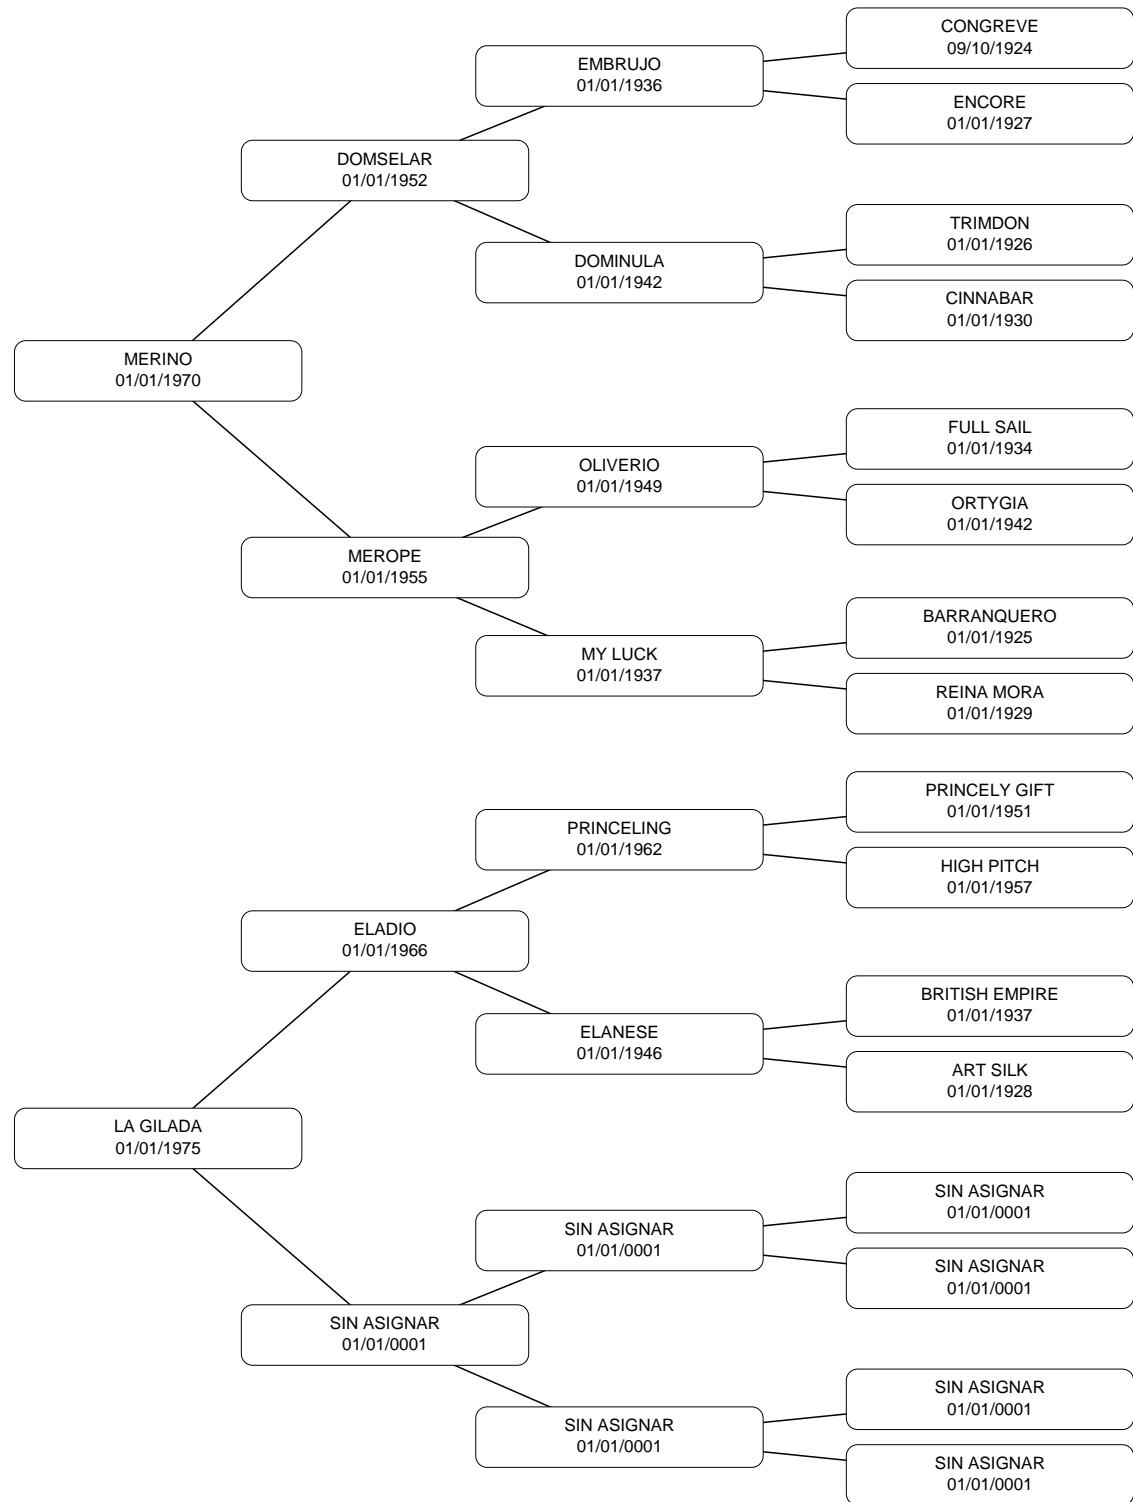 CONGREVE
09/10/1924
EMBRUJO
01/01/1936
ENCORE
01/01/1927
DOMSELAR
01/01/1952
TRIMDON
01/01/1926
DOMINULA
01/01/1942
CINNABAR
01/01/1930
MERINO
01/01/1970
FULL SAIL
01/01/1934
OLIVERIO
01/01/1949
ORTYGIA
01/01/1942
MEROPE
01/01/1955
BARRANQUERO
01/01/1925
MY LUCK
01/01/1937
REINA MORA
01/01/1929
PRINCELY GIFT
01/01/1951
PRINCELING
01/01/1962
HIGH PITCH
01/01/1957
ELADIO
01/01/1966
BRITISH EMPIRE
01/01/1937
ELANESE
01/01/1946
ART SILK
01/01/1928
LA GILADA
01/01/1975
SIN ASIGNAR
01/01/0001
SIN ASIGNAR
01/01/0001
SIN ASIGNAR
01/01/0001
SIN ASIGNAR
01/01/0001
SIN ASIGNAR
01/01/0001
SIN ASIGNAR
01/01/0001
SIN ASIGNAR
01/01/0001